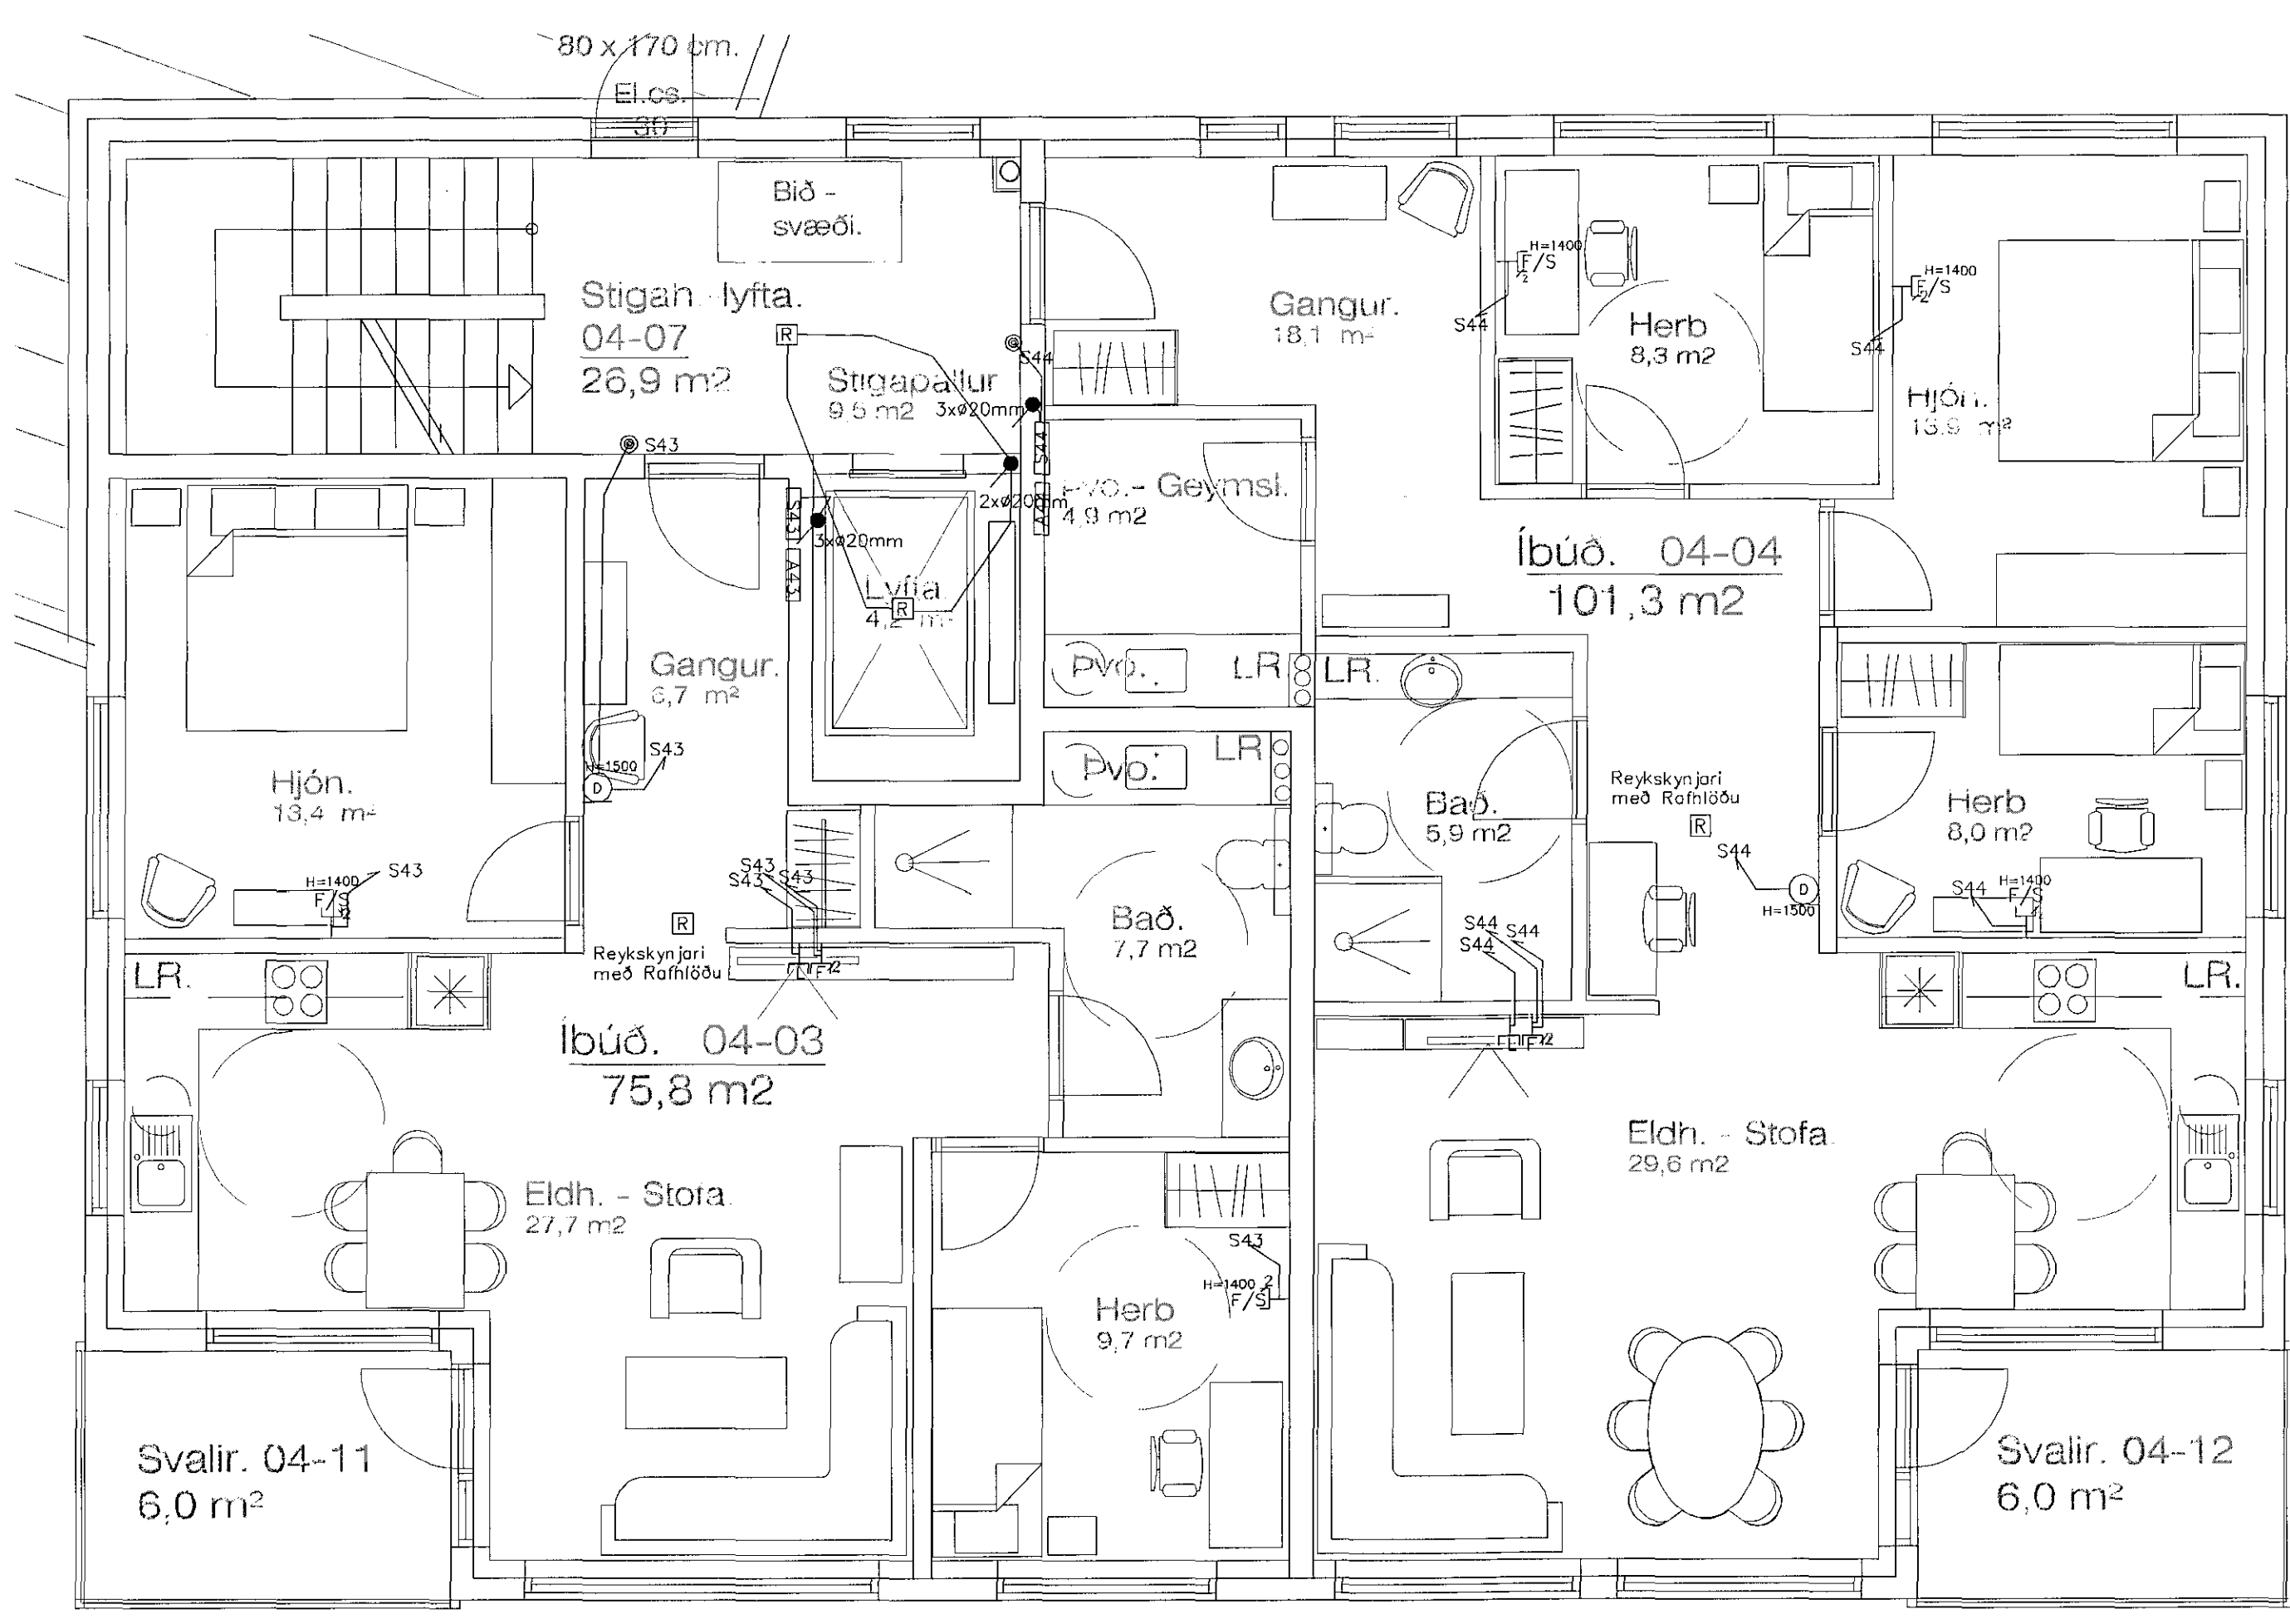 80 x 170 cm.
El.cs.
30
Bið -
svæði.
Stigah. lyfta.
04-07
26,9 m2
Stigapallur
9,5 m2
3xø20mm
S44
S44
2xø20mm
S43
S43
3xø20mm
A43
Lyfta
4,2 m²
Gangur.
18,1 m²
Þvo.- Geymsl.
4,9 m2
Þvo.
LR
LR.
H=1400
F/S
2
S44
Herb
8,3 m2
H=1400
F/S
2
S44
Hjón.
13,9 m²
Íbúð. 04-04
101,3 m2
Gangur.
6,7 m²
S43
H=1500
D
Hjón.
13,4 m²
H=1400
F/S
2
S43
Þvo.
LR
Bað.
5,9 m2
Reykskynjari
með Rafhlöðu
R
S44
D
H=1500
Herb
8,0 m2
S44
H=1400
F/S
S43
S43
S43
R
Reykskynjari
með Rafhlöðu
Bað.
7,7 m2
S44
S44
S44
LR.
LR.
Íbúð. 04-03
75,8 m2
Eldh. - Stofa.
27,7 m2
Eldh. - Stofa
29,6 m2
S43
H=1400 2
F/S
Herb
9,7 m2
Svalir. 04-11
6,0 m²
Svalir. 04-12
6,0 m²
R
R